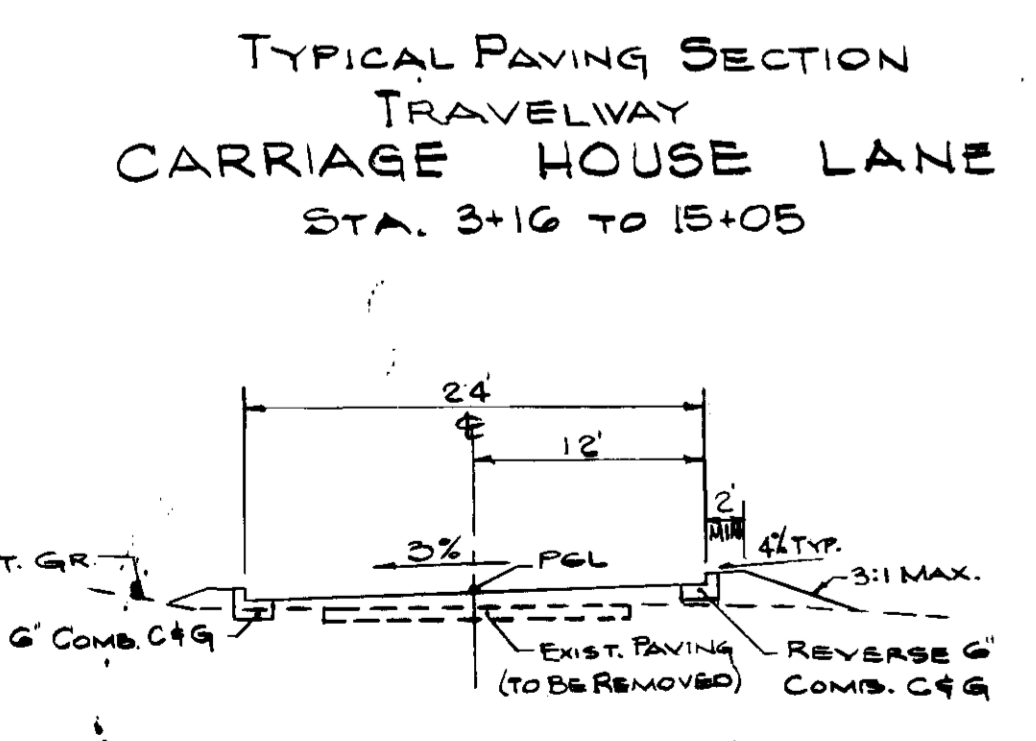 TYPICAL PAVING SECTION
TRAVELWAY
CARRIAGE HOUSE LANE
STA. 3+16 TO 15+05
24'
℄
12'
2'
MIN
3%
PGL
4% TYP.
T. GR.
3:1 MAX.
6" COMB. C&G
EXIST. PAVING
(TO BE REMOVED)
REVERSE 6"
COMB. C&G